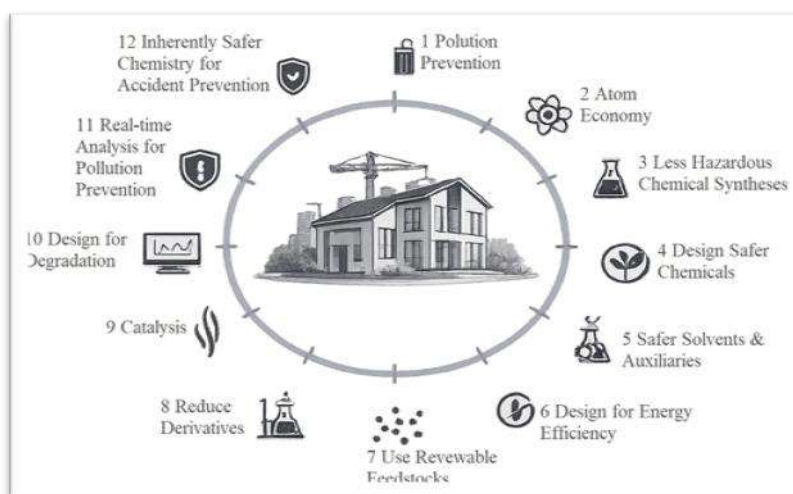 12 Inherently Safer
Chemistry for
Accident Prevention
1 Polution
Prevention
2 Atom
Economy
3 Less Hazardous
Chemical Syntheses
4 Design Safer
Chemicals
5 Safer Solvents &
Auxiliaries
6 Design for Energy
Efficiency
7 Use Revewable
Feedstocks
8 Reduce
Derivatives
9 Catalysis
10 Design for
Degradation
11 Real-time
Analysis for
Pollution
Prevention